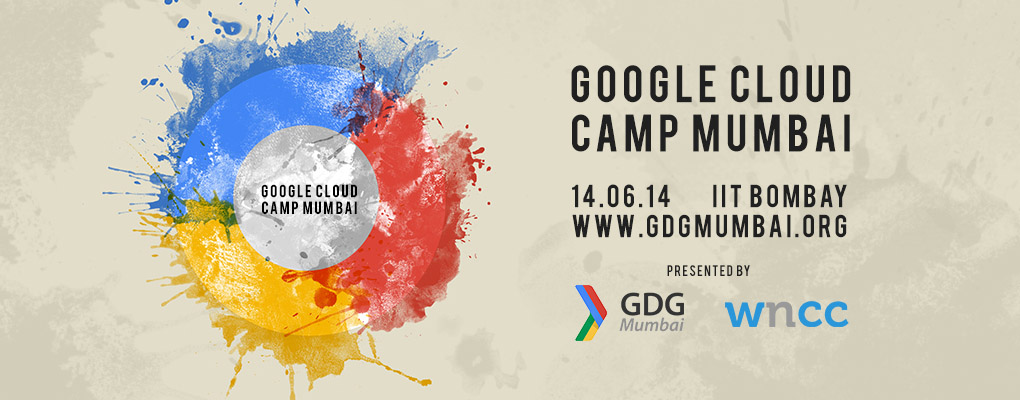 GOOGLE CLOUD
CAMP MUMBAI
GOOGLE CLOUD
CAMP MUMBAI
14.06.14 IIT BOMBAY
WWW.GDGMUMBAI.ORG
PRESENTED BY
GDG
Mumbai
wncc